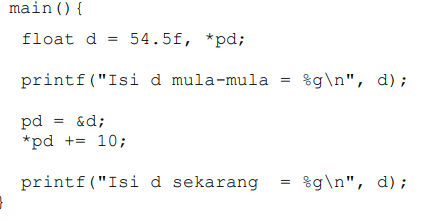 main(){
float d = 54.5f, *pd;
printf("Isi d mula-mula = %g\n", d);
pd = &d;
*pd += 10;
printf("Isi d sekarang  = %g\n", d);
}